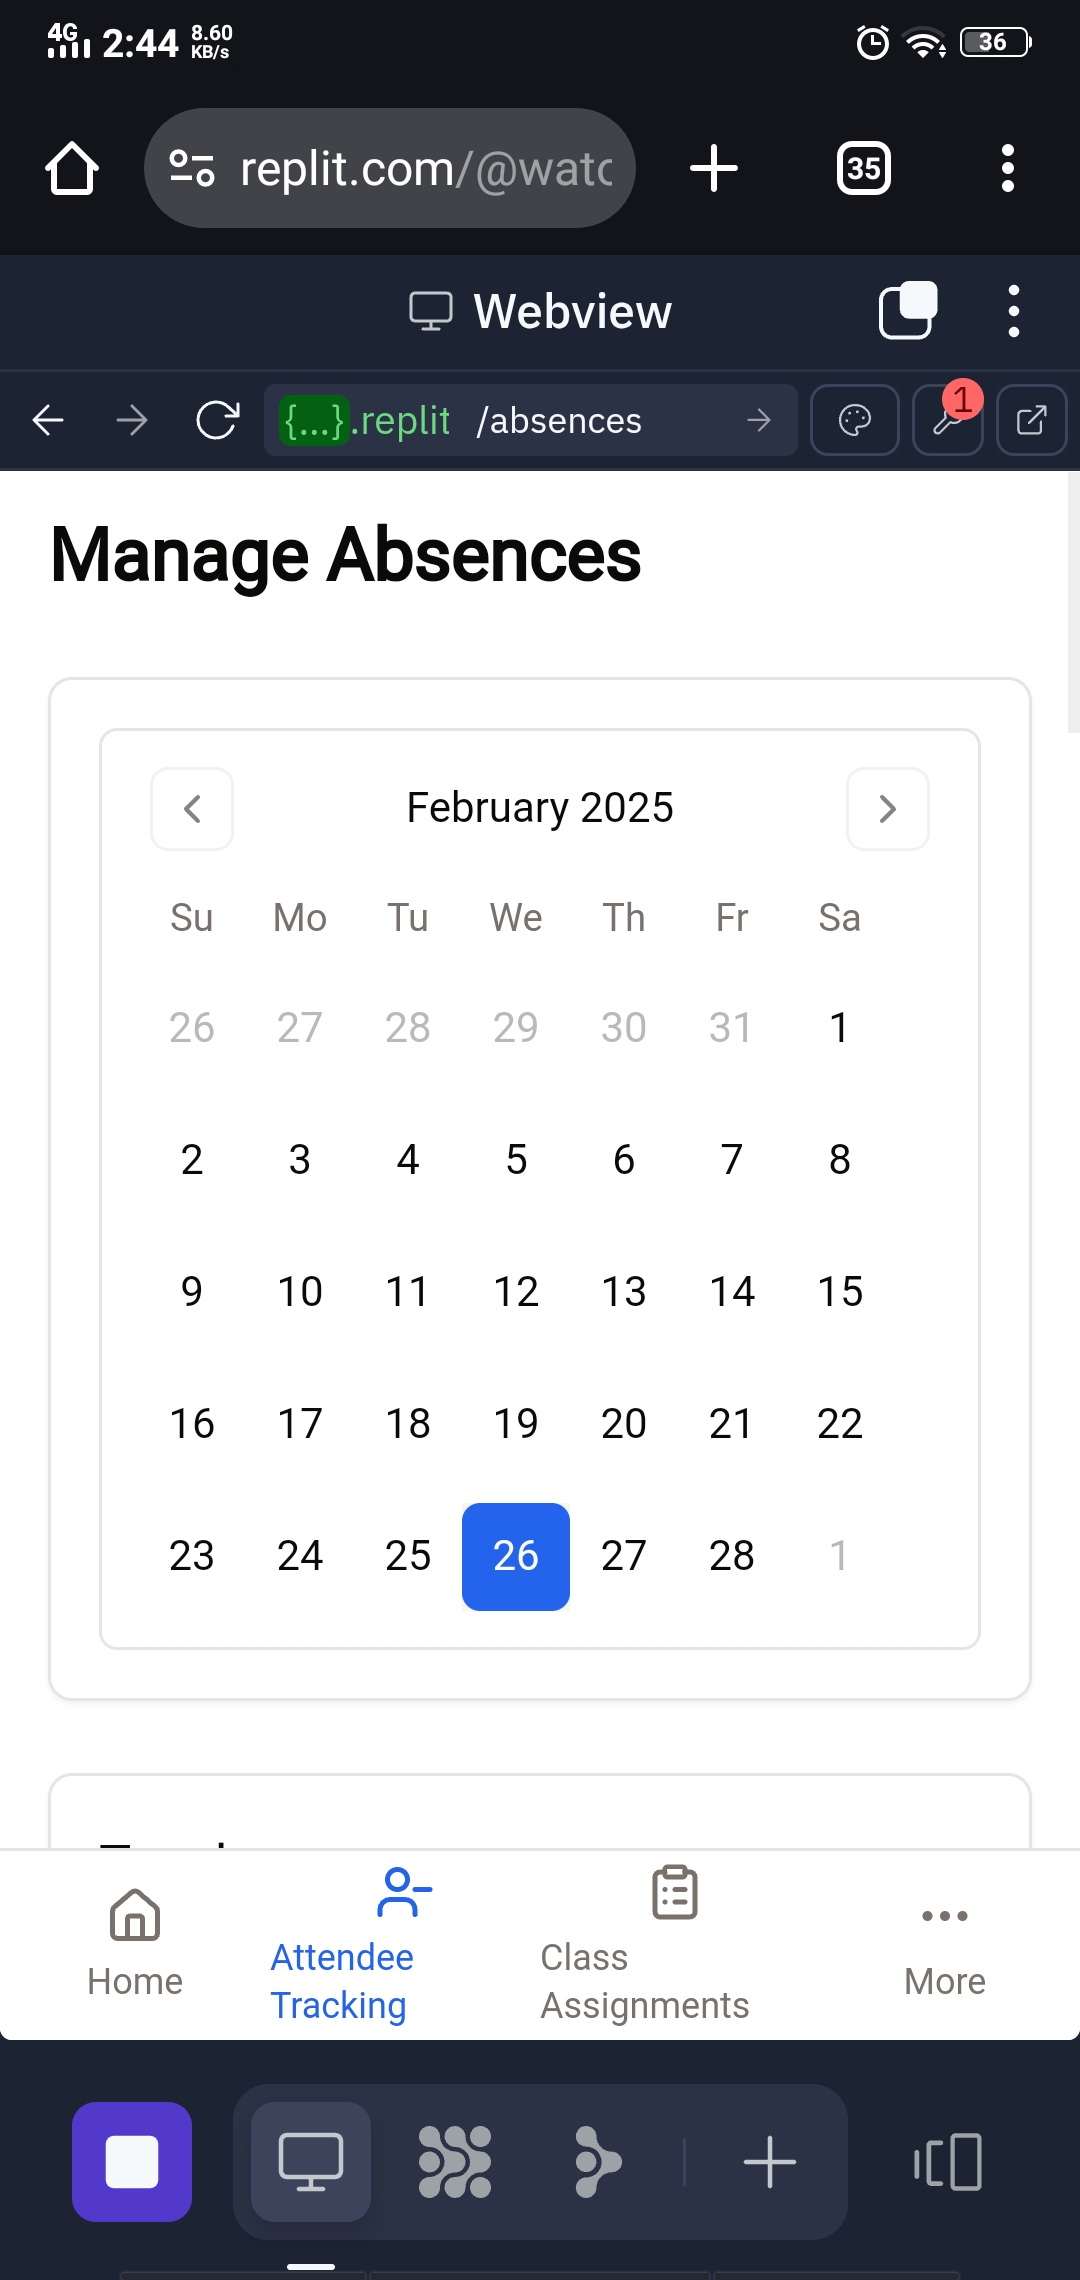 4G 2:44 8.60 KB/s 36
replit.com/@watc 35
Webview
{...}.replit /absences 1
Manage Absences
February 2025
Su Mo Tu We Th Fr Sa
26 27 28 29 30 31 1
2 3 4 5 6 7 8
9 10 11 12 13 14 15
16 17 18 19 20 21 22
23 24 25 26 27 28 1
Home
Attendee Tracking
Class Assignments
More